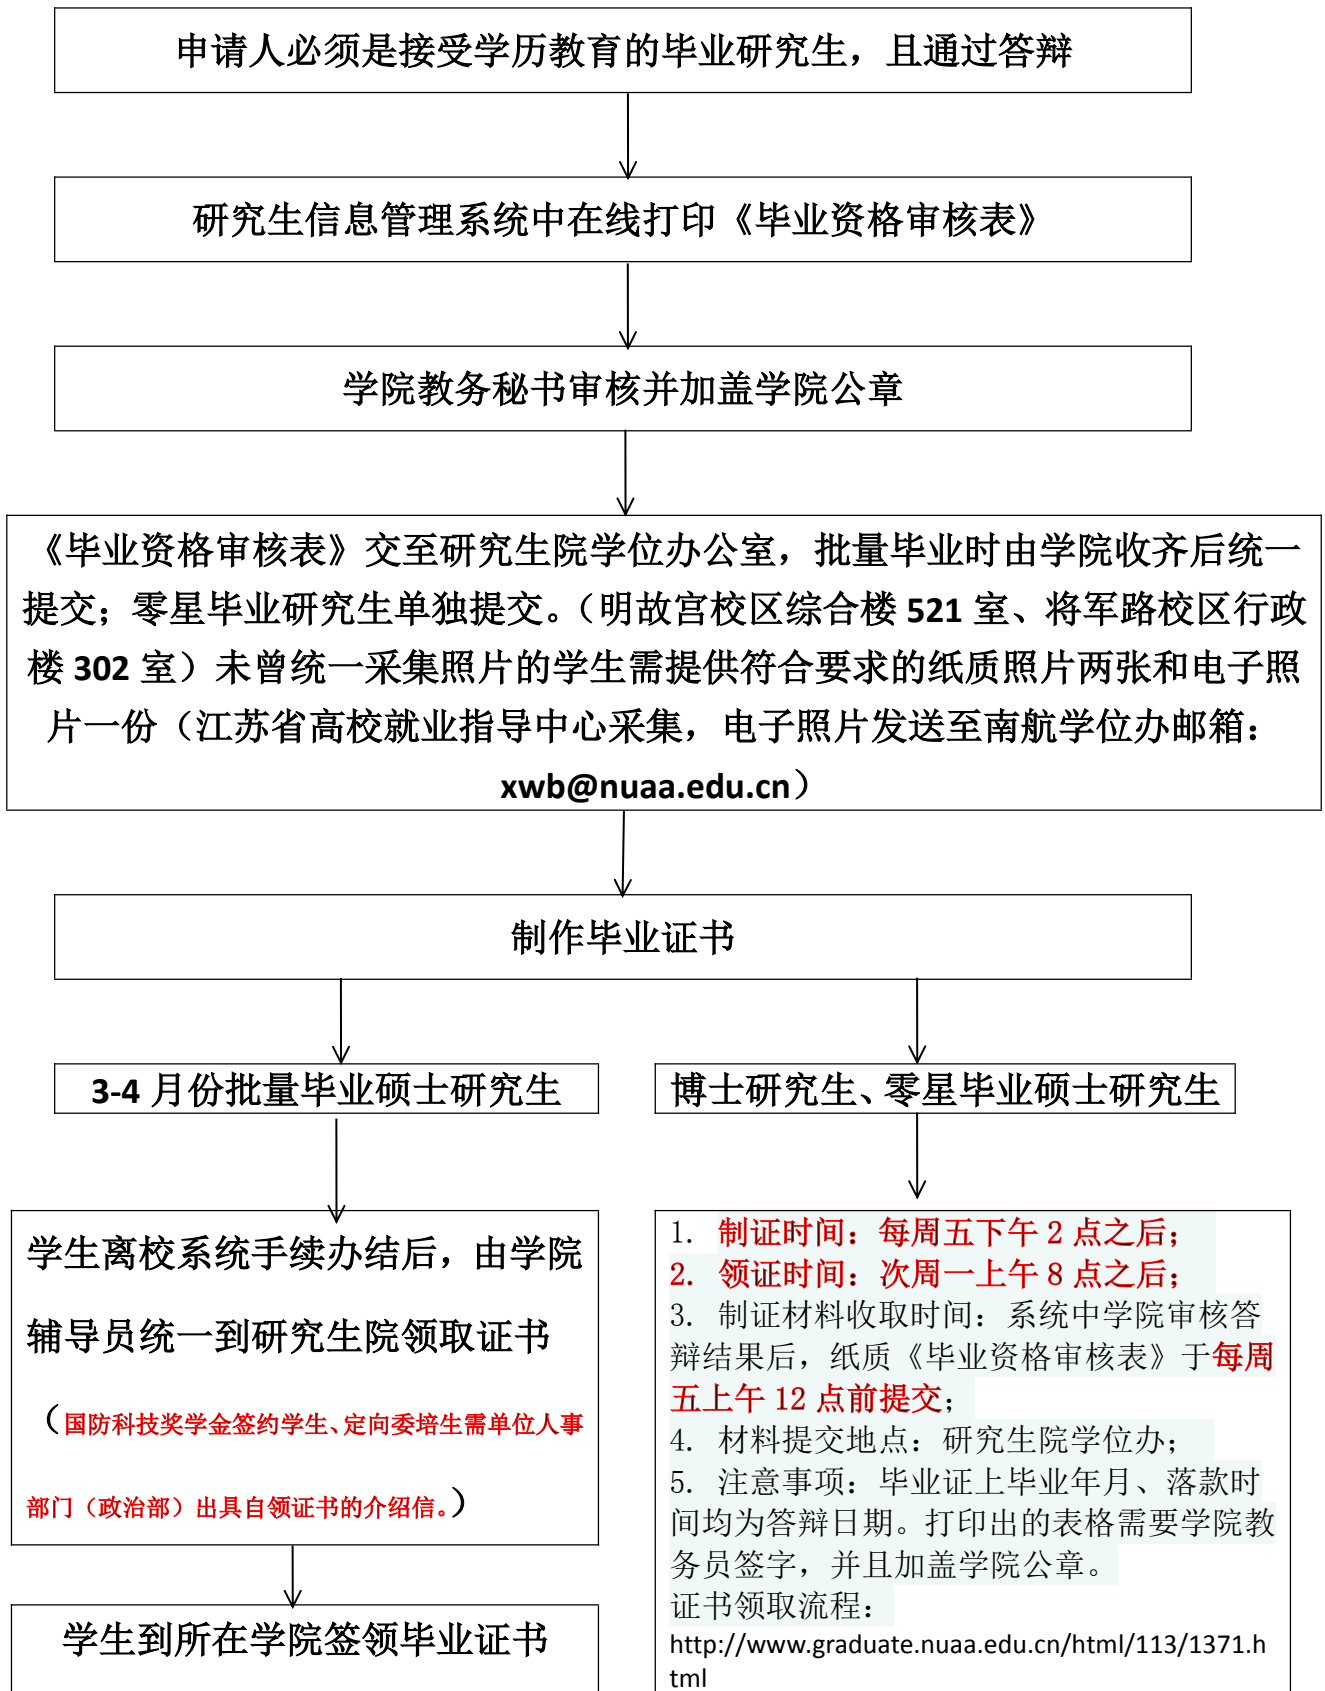 申请人必须是接受学历教育的毕业研究生，且通过答辩
研究生信息管理系统中在线打印《毕业资格审核表》
学院教务秘书审核并加盖学院公章
《毕业资格审核表》交至研究生院学位办公室，批量毕业时由学院收齐后统一
提交；零星毕业研究生单独提交。（明故宫校区综合楼 521 室、将军路校区行政
楼 302 室）未曾统一采集照片的学生需提供符合要求的纸质照片两张和电子照
片一份（江苏省高校就业指导中心采集，电子照片发送至南航学位办邮箱：
xwb@nuaa.edu.cn）
制作毕业证书
3-4 月份批量毕业硕士研究生
学生离校系统手续办结后，由学院
辅导员统一到研究生院领取证书
（国防科技奖学金签约学生、定向委培生需单位人事
部门（政治部）出具自领证书的介绍信。）
学生到所在学院签领毕业证书
博士研究生、零星毕业硕士研究生
1. 制证时间：每周五下午 2 点之后；
2. 领证时间：次周一上午 8 点之后；
3. 制证材料收取时间：系统中学院审核答
辩结果后，纸质《毕业资格审核表》于每周
五上午 12 点前提交；
4. 材料提交地点：研究生院学位办；
5. 注意事项：毕业证上毕业年月、落款时
间均为答辩日期。打印出的表格需要学院教
务员签字，并且加盖学院公章。
证书领取流程：
http://www.graduate.nuaa.edu.cn/html/113/1371.h
tml